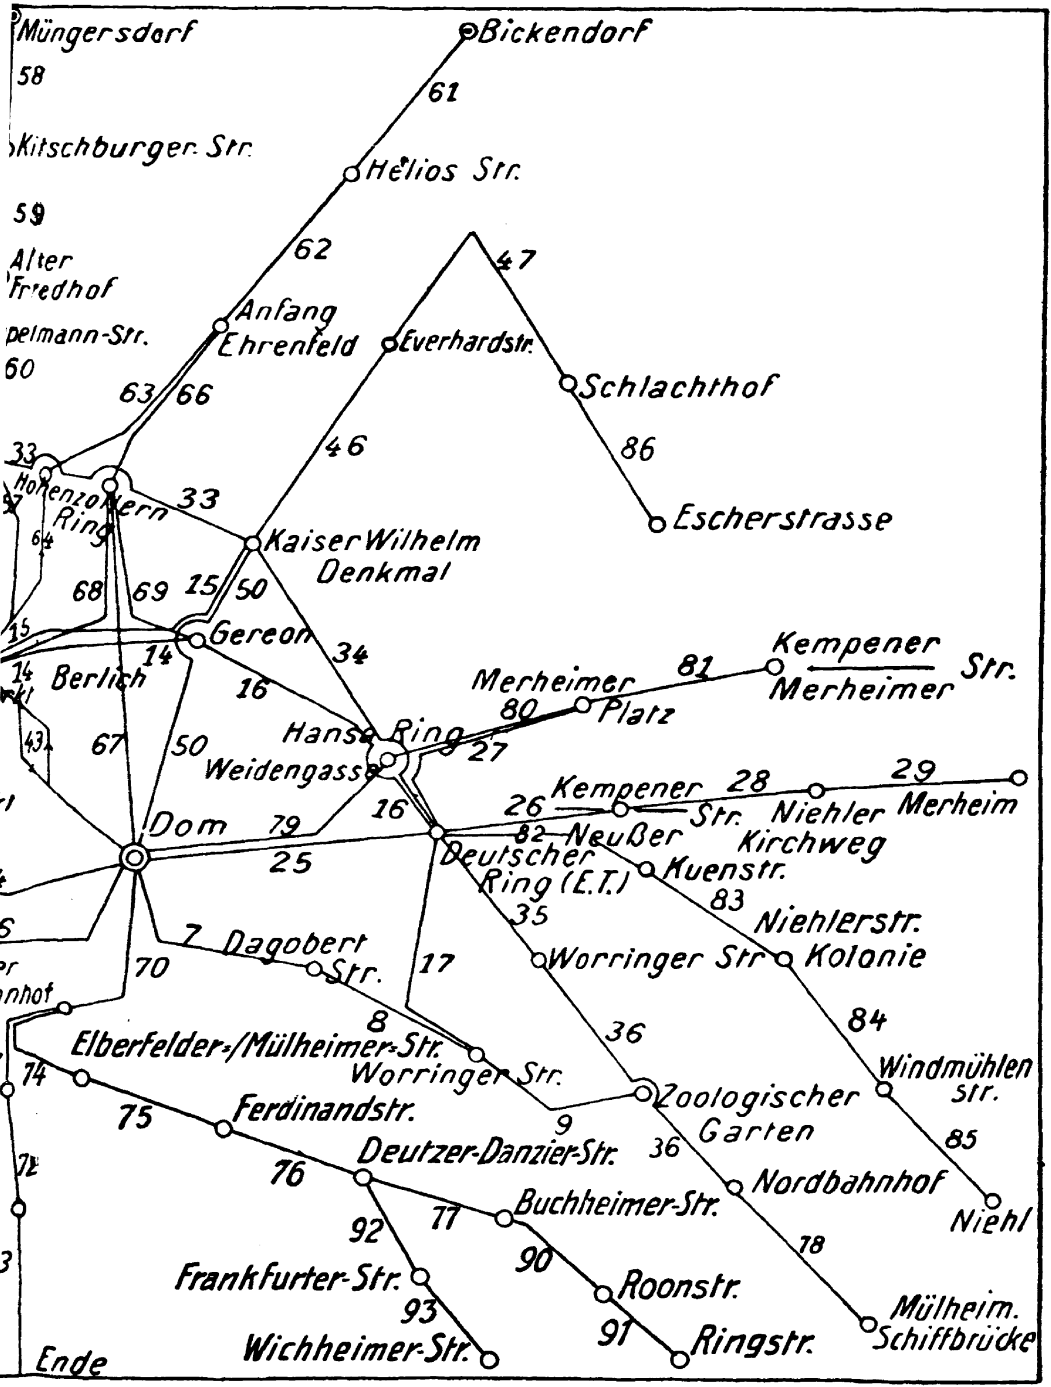 Müngersdorf
Bickendorf
58
61
Kitschburger. Str.
Helios Str.
59
62
47
Alter
Friedhof
Anfang
Ehrenfeld
Everhardstr.
pelmann-Str.
60
63
66
Schlachthof
46
86
33
Hohenzollern
Ring
33
57
64
Escherstrasse
Kaiser Wilhelm
Denkmal
68
69
15
50
15
Gereon
14
34
14
Berlich
16
81
Kempener
Merheimer
Str.
Merheimer
Platz
80
43
67
50
Hansa Ring
27
Weidengasse
16
26
Kempener
Str.
28
29
Niehler
Kirchweg
Merheim
Dom
79
25
82
Neußer
Deutscher
Ring (E.T.)
Kuenstr.
35
83
Niehlerstr.
Kolonie
6
7
Dagobert
Str.
17
Worringer Str
70
nhof
8
36
84
Elberfelder-/Mülheimer-Str.
Worringer Str.
74
75
Ferdinandstr.
9
Zoologischer
Garten
36
Windmühlen
str.
85
76
Deutzer-Danzier-Str.
Nordbahnhof
Niehl
77
Buchheimer-Str.
92
78
90
Frankfurter-Str.
Roonstr.
93
91
Mülheim.
Schiffbrücke
Wichheimer-Str.
Ringstr.
3
Ende